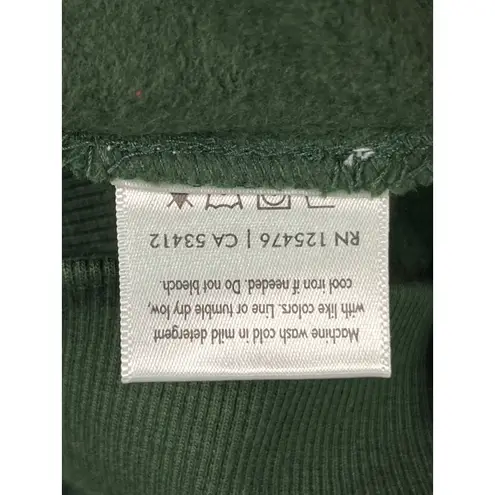 RN 125476 | CA 53412
Machine wash cold in mild detergent
with like colors. Line or tumble dry low,
cool iron if needed. Do not bleach.